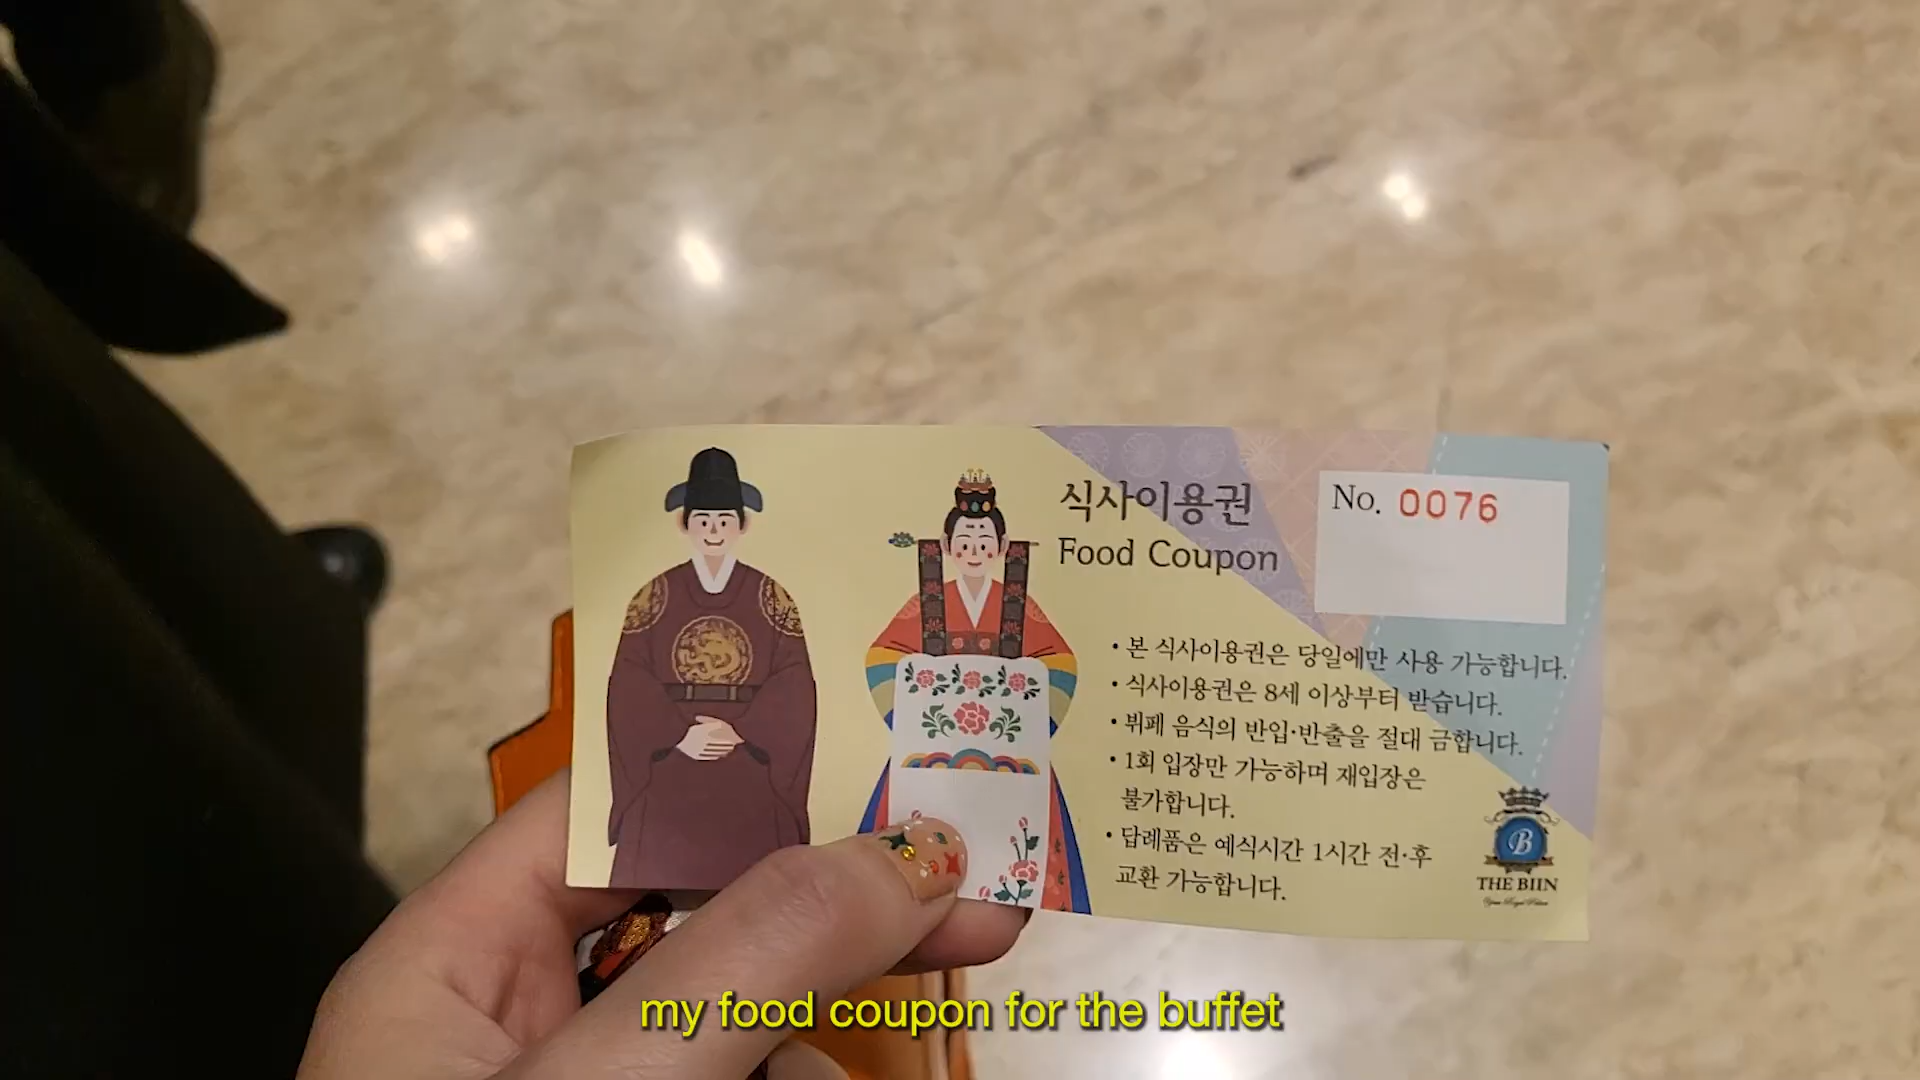 식사이용권
Food Coupon
No. 0076
• 본 식사이용권은 당일에만 사용 가능합니다.
• 식사이용권은 8세 이상부터 받습니다.
• 뷔페 음식의 반입·반출을 절대 금합니다.
• 1회 입장만 가능하며 재입장은
불가합니다.
• 답례품은 예식시간 1시간 전·후
교환 가능합니다.
B
THE BIIN
my food coupon for the buffet